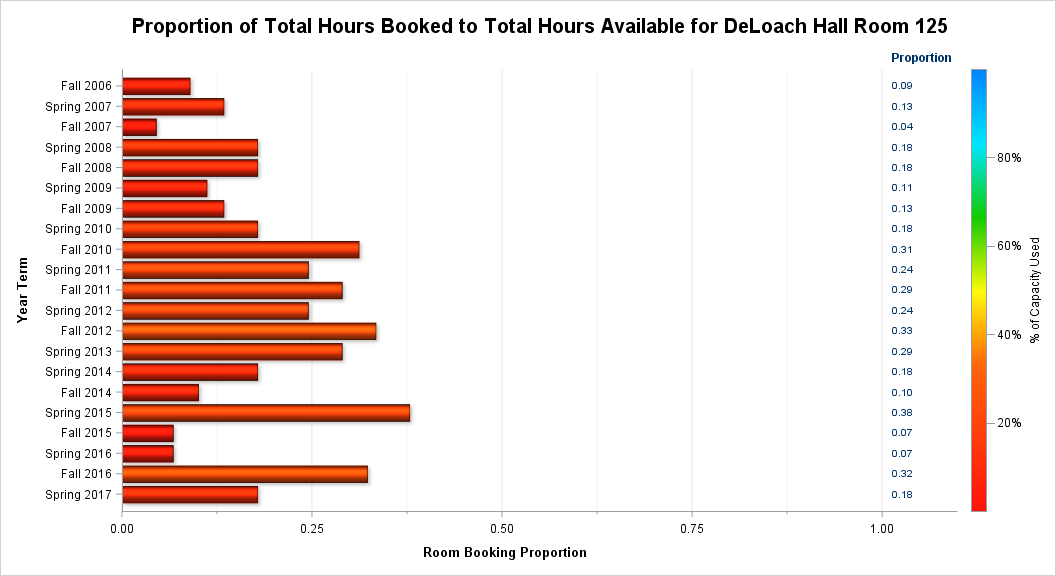 Proportion of Total Hours Booked to Total Hours Available for DeLoach Hall Room 125
Proportion
Fall 2006 0.09
Spring 2007 0.13
Fall 2007 0.04
Spring 2008 0.18
Fall 2008 0.18
Spring 2009 0.11
Fall 2009 0.13
Spring 2010 0.18
Fall 2010 0.31
Spring 2011 0.24
Fall 2011 0.29
Spring 2012 0.24
Fall 2012 0.33
Spring 2013 0.29
Spring 2014 0.18
Fall 2014 0.10
Spring 2015 0.38
Fall 2015 0.07
Spring 2016 0.07
Fall 2016 0.32
Spring 2017 0.18
Year Term
0.00 0.25 0.50 0.75 1.00
Room Booking Proportion
80%
60%
40%
20%
% of Capacity Used